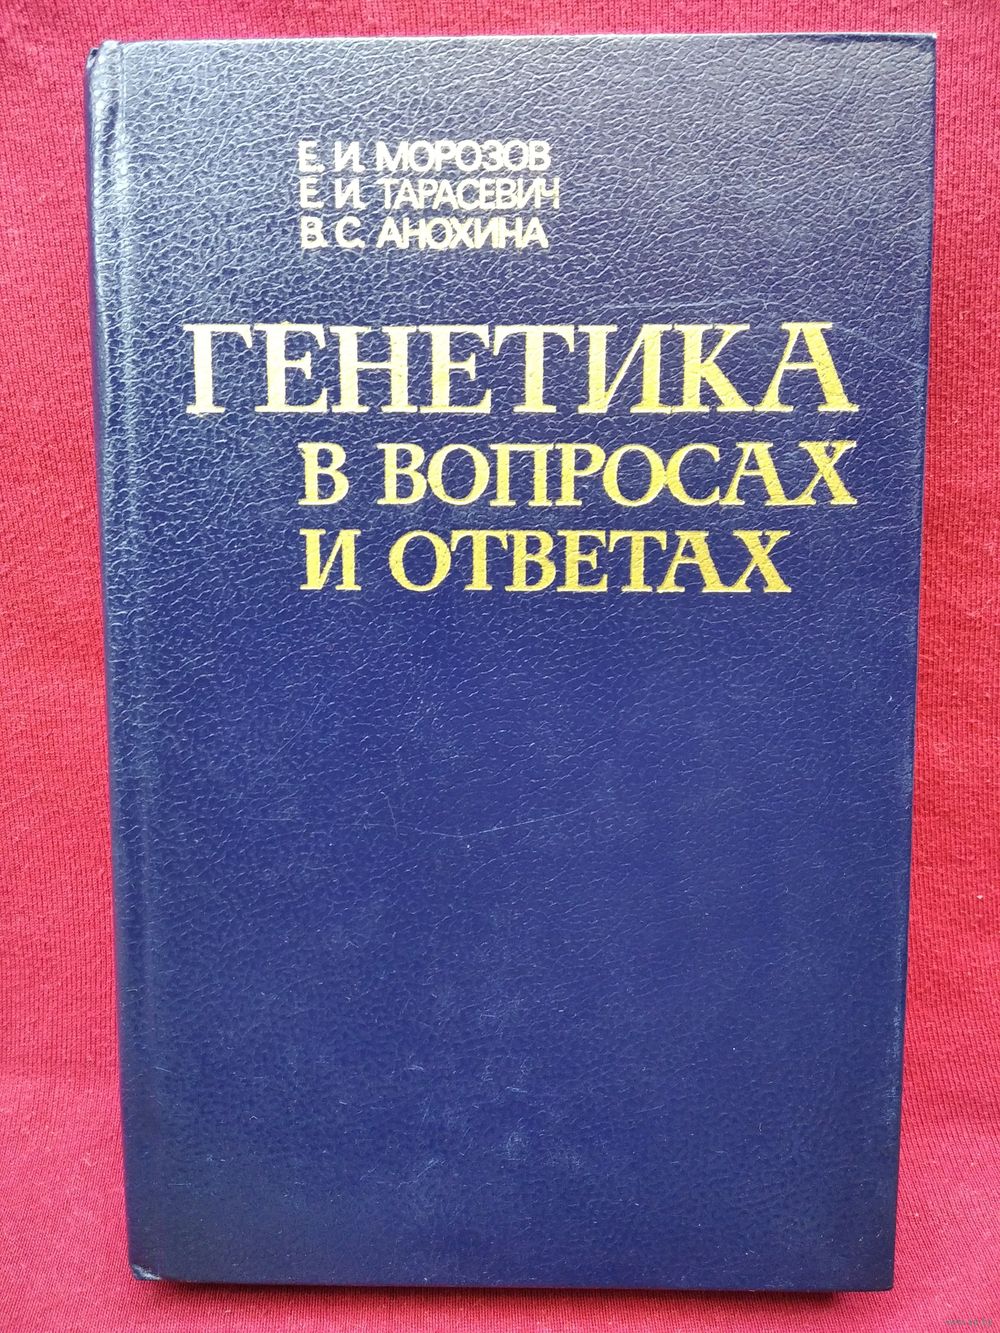 Е. И. МОРОЗОВ
Е. И. ТАРАСЕВИЧ
В. С. АНОХИНА
ГЕНЕТИКА
В ВОПРОСАХ
И ОТВЕТАХ